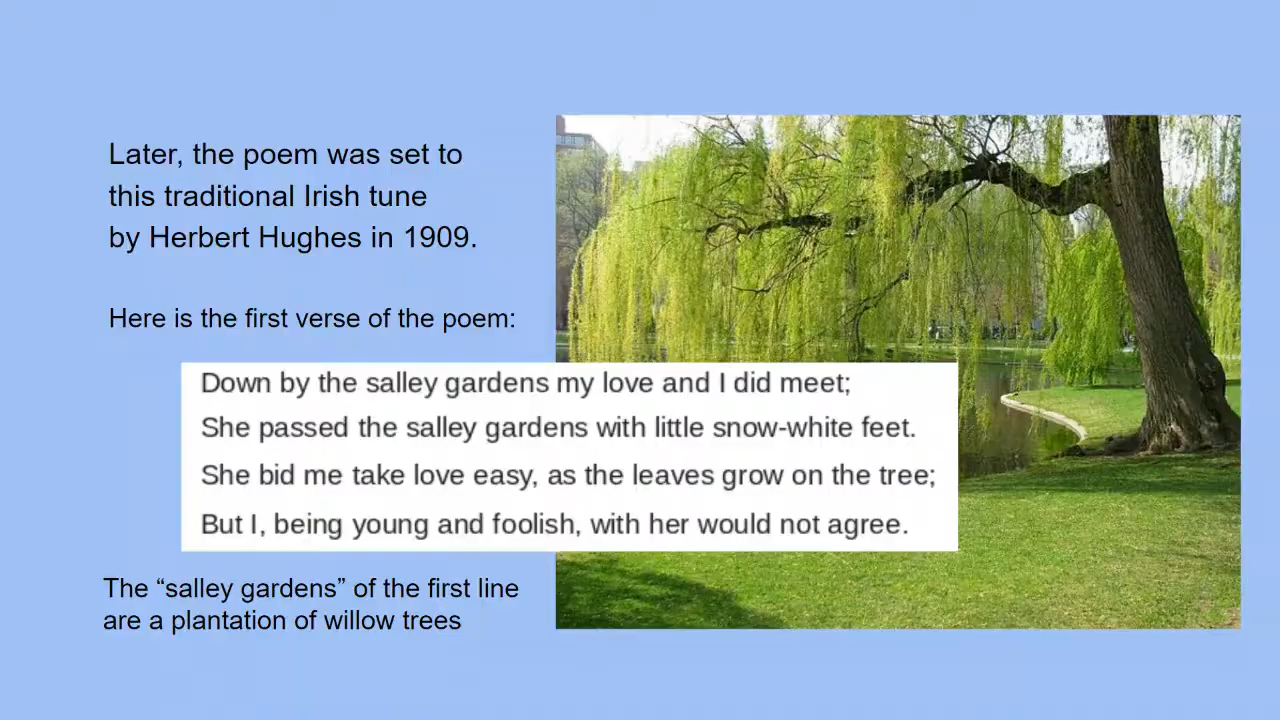 Later, the poem was set to
this traditional Irish tune
by Herbert Hughes in 1909.
Here is the first verse of the poem:
Down by the salley gardens my love and I did meet;
She passed the salley gardens with little snow-white feet.
She bid me take love easy, as the leaves grow on the tree;
But I, being young and foolish, with her would not agree.
The “salley gardens” of the first line
are a plantation of willow trees